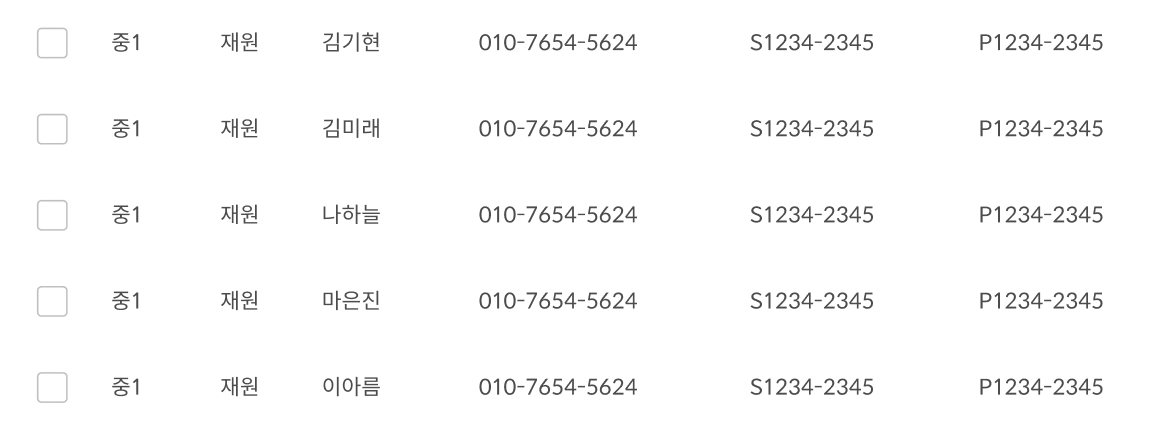 중1 재원 김기현 010-7654-5624 S1234-2345 P1234-2345
중1 재원 김미래 010-7654-5624 S1234-2345 P1234-2345
중1 재원 나하늘 010-7654-5624 S1234-2345 P1234-2345
중1 재원 마은진 010-7654-5624 S1234-2345 P1234-2345
중1 재원 이아름 010-7654-5624 S1234-2345 P1234-2345